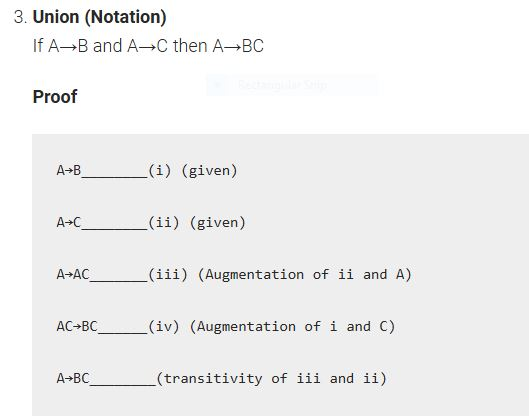 3. Union (Notation)
If A→B and A→C then A→BC
Rectangular Snip
Proof
A→B________(i) (given)
A→C________(ii) (given)
A→AC_______(iii) (Augmentation of ii and A)
AC→BC______(iv) (Augmentation of i and C)
A→BC________(transitivity of iii and ii)